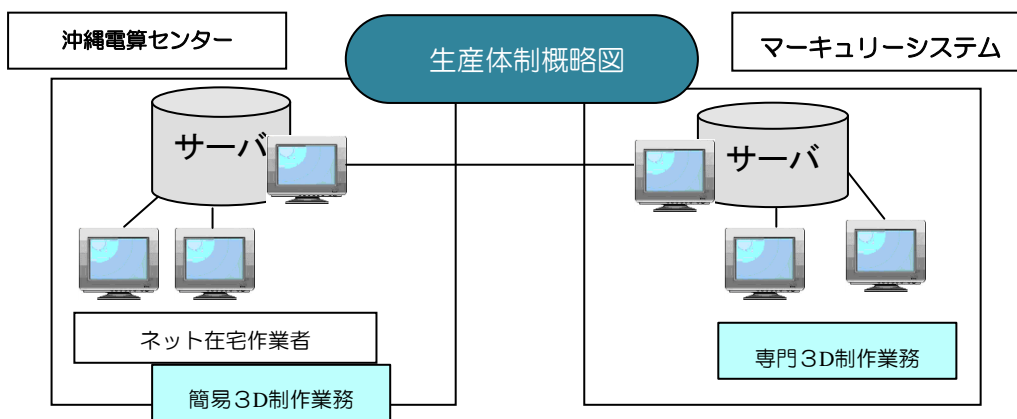 沖縄電算センター
生産体制概略図
マーキュリーシステム
サーバ
サーバ
ネット在宅作業者
簡易３D制作業務
専門３D制作業務